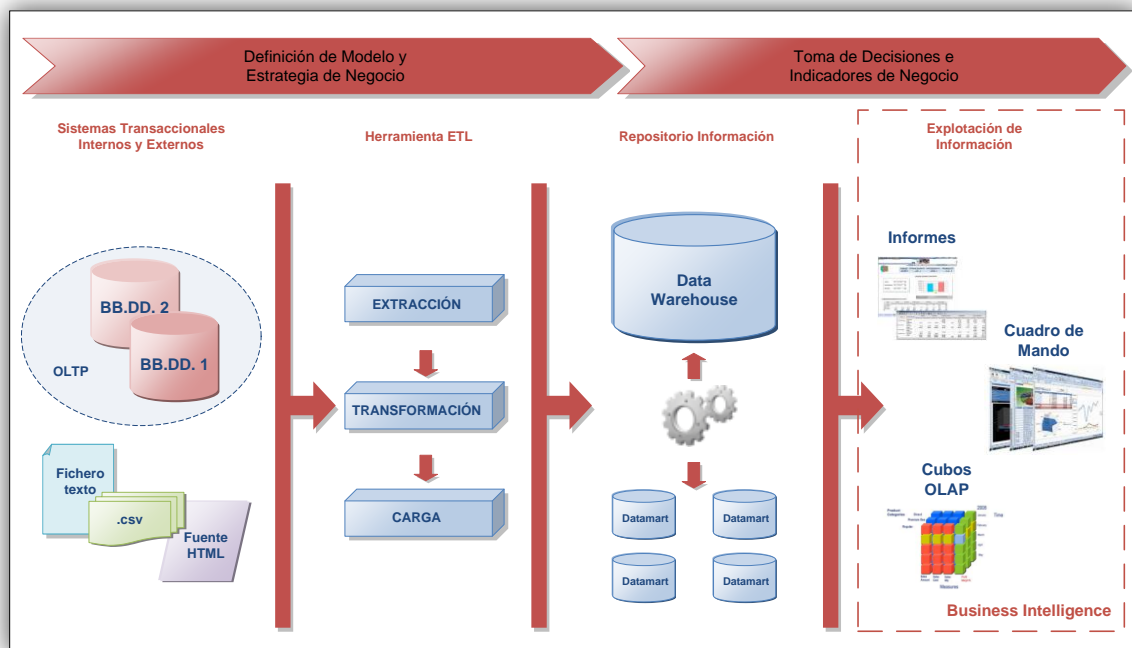 Definición de Modelo y
Estrategia de Negocio
Toma de Decisiones e
Indicadores de Negocio
Sistemas Transaccionales
Internos y Externos
Herramienta ETL
Repositorio Información
Explotación de
Información
BB.DD. 2
BB.DD. 1
OLTP
Fichero
texto
.csv
Fuente
HTML
EXTRACCIÓN
TRANSFORMACIÓN
CARGA
Data
Warehouse
Datamart
Datamart
Datamart
Datamart
Informes
Cuadro de
Mando
Cubos
OLAP
Time
Measures
Business Intelligence